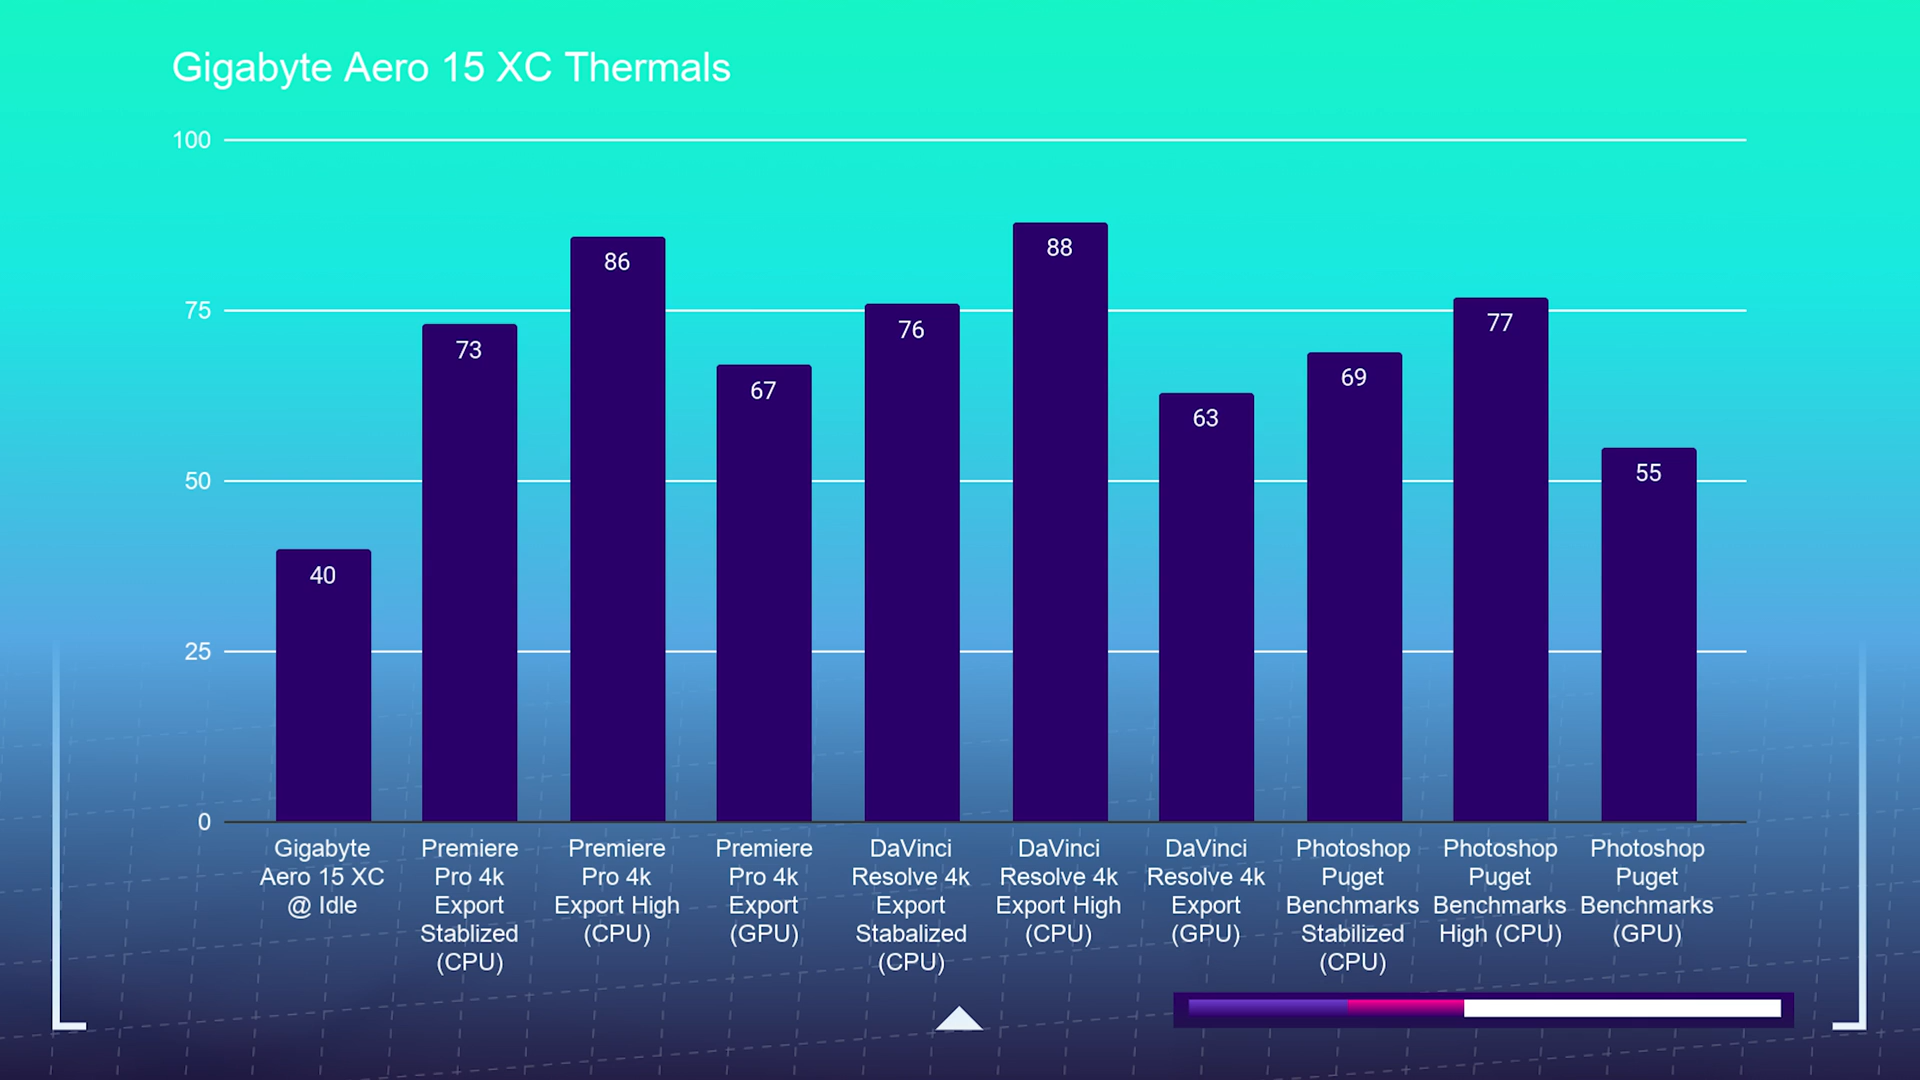 Gigabyte Aero 15 XC Thermals
100
75
50
25
0
40
73
86
67
76
88
63
69
77
55
Gigabyte
Aero 15 XC
@ Idle
Premiere
Pro 4k
Export
Stablized
(CPU)
Premiere
Pro 4k
Export High
(CPU)
Premiere
Pro 4k
Export
(GPU)
DaVinci
Resolve 4k
Export
Stabalized
(CPU)
DaVinci
Resolve 4k
Export High
(CPU)
DaVinci
Resolve 4k
Export
(GPU)
Photoshop
Puget
Benchmarks
Stabilized
(CPU)
Photoshop
Puget
Benchmarks
High (CPU)
Photoshop
Puget
Benchmarks
(GPU)